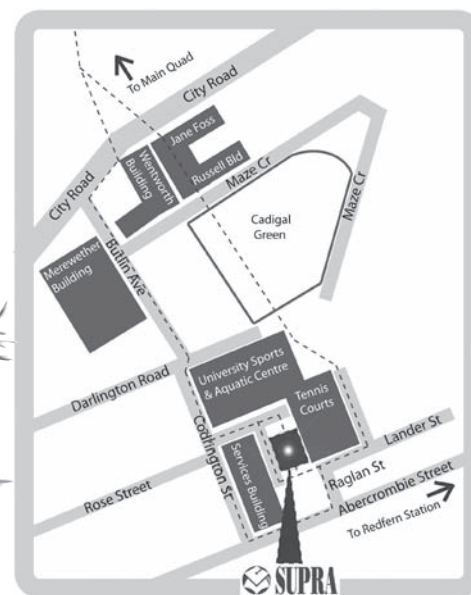 To Main Quad
City Road
Jane Foss
Russell Bld
Wentworth
Building
Maze Cr
City Road
Cadigal
Green
Maze Cr
Butlin Ave
Merewether
Building
University Sports
& Aquatic Centre
Darlington Road
Tennis
Courts
Codrington St
Services Building
Lander St
Raglan St
Rose Street
Abercrombie Street
To Redfern Station
SUPRA